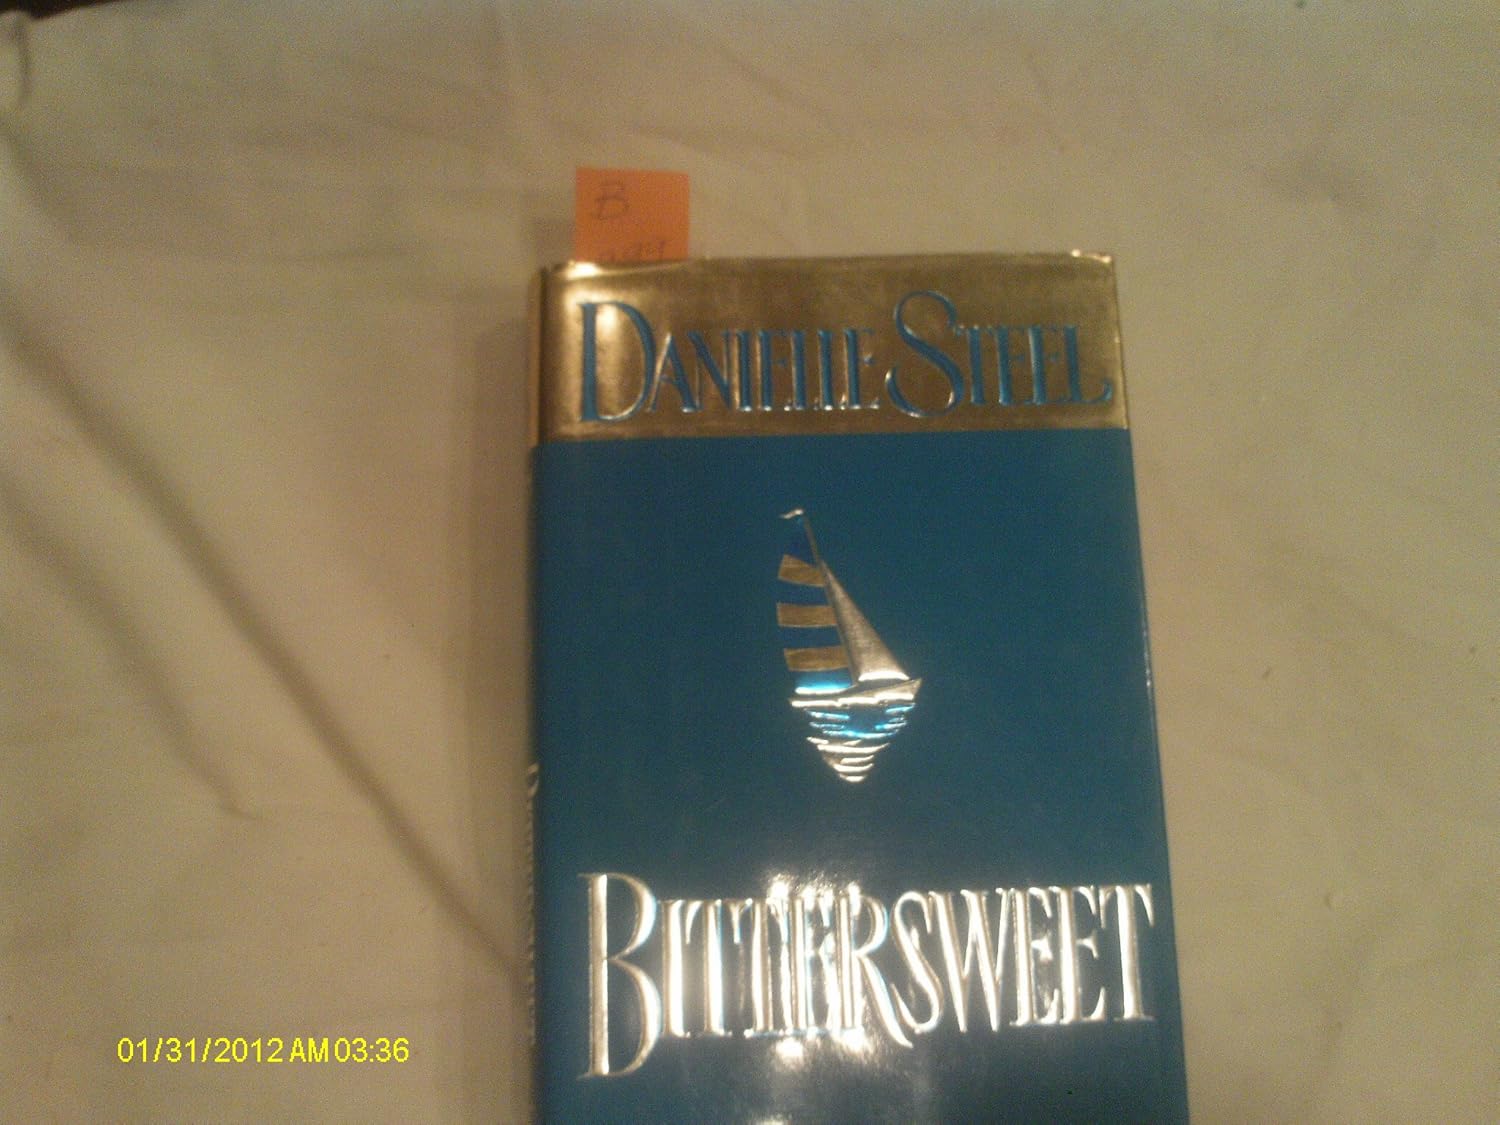 B
DANIELLE STEEL
BITTERSWEET
01/31/2012 AM 03:36